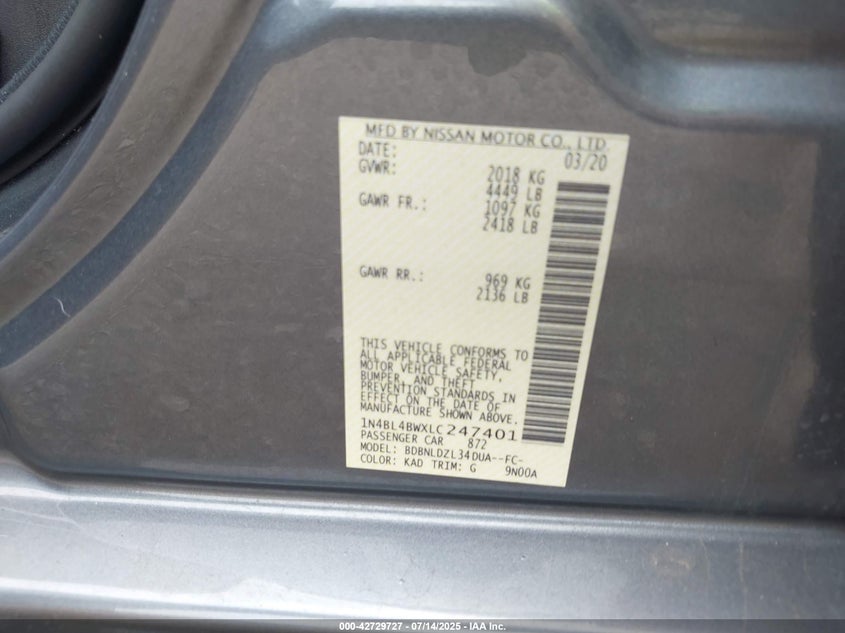 MFD BY NISSAN MOTOR CO., LTD.
DATE: 03/20
GVWR: 2018 KG
4449 LB
GAWR FR.: 1097 KG
2418 LB
GAWR RR.: 969 KG
2136 LB
THIS VEHICLE CONFORMS TO
ALL APPLICABLE FEDERAL
MOTOR VEHICLE SAFETY,
BUMPER, AND THEFT
PREVENTION STANDARDS IN
EFFECT ON THE DATE OF
MANUFACTURE SHOWN ABOVE.
1N4BL4BWXLC247401
PASSENGER CAR 872
MODEL: BDBNLDZL34DUA--FC-
COLOR: KAD TRIM: G 9N00A
000-42729727 - 07/14/2025 - IAA Inc.